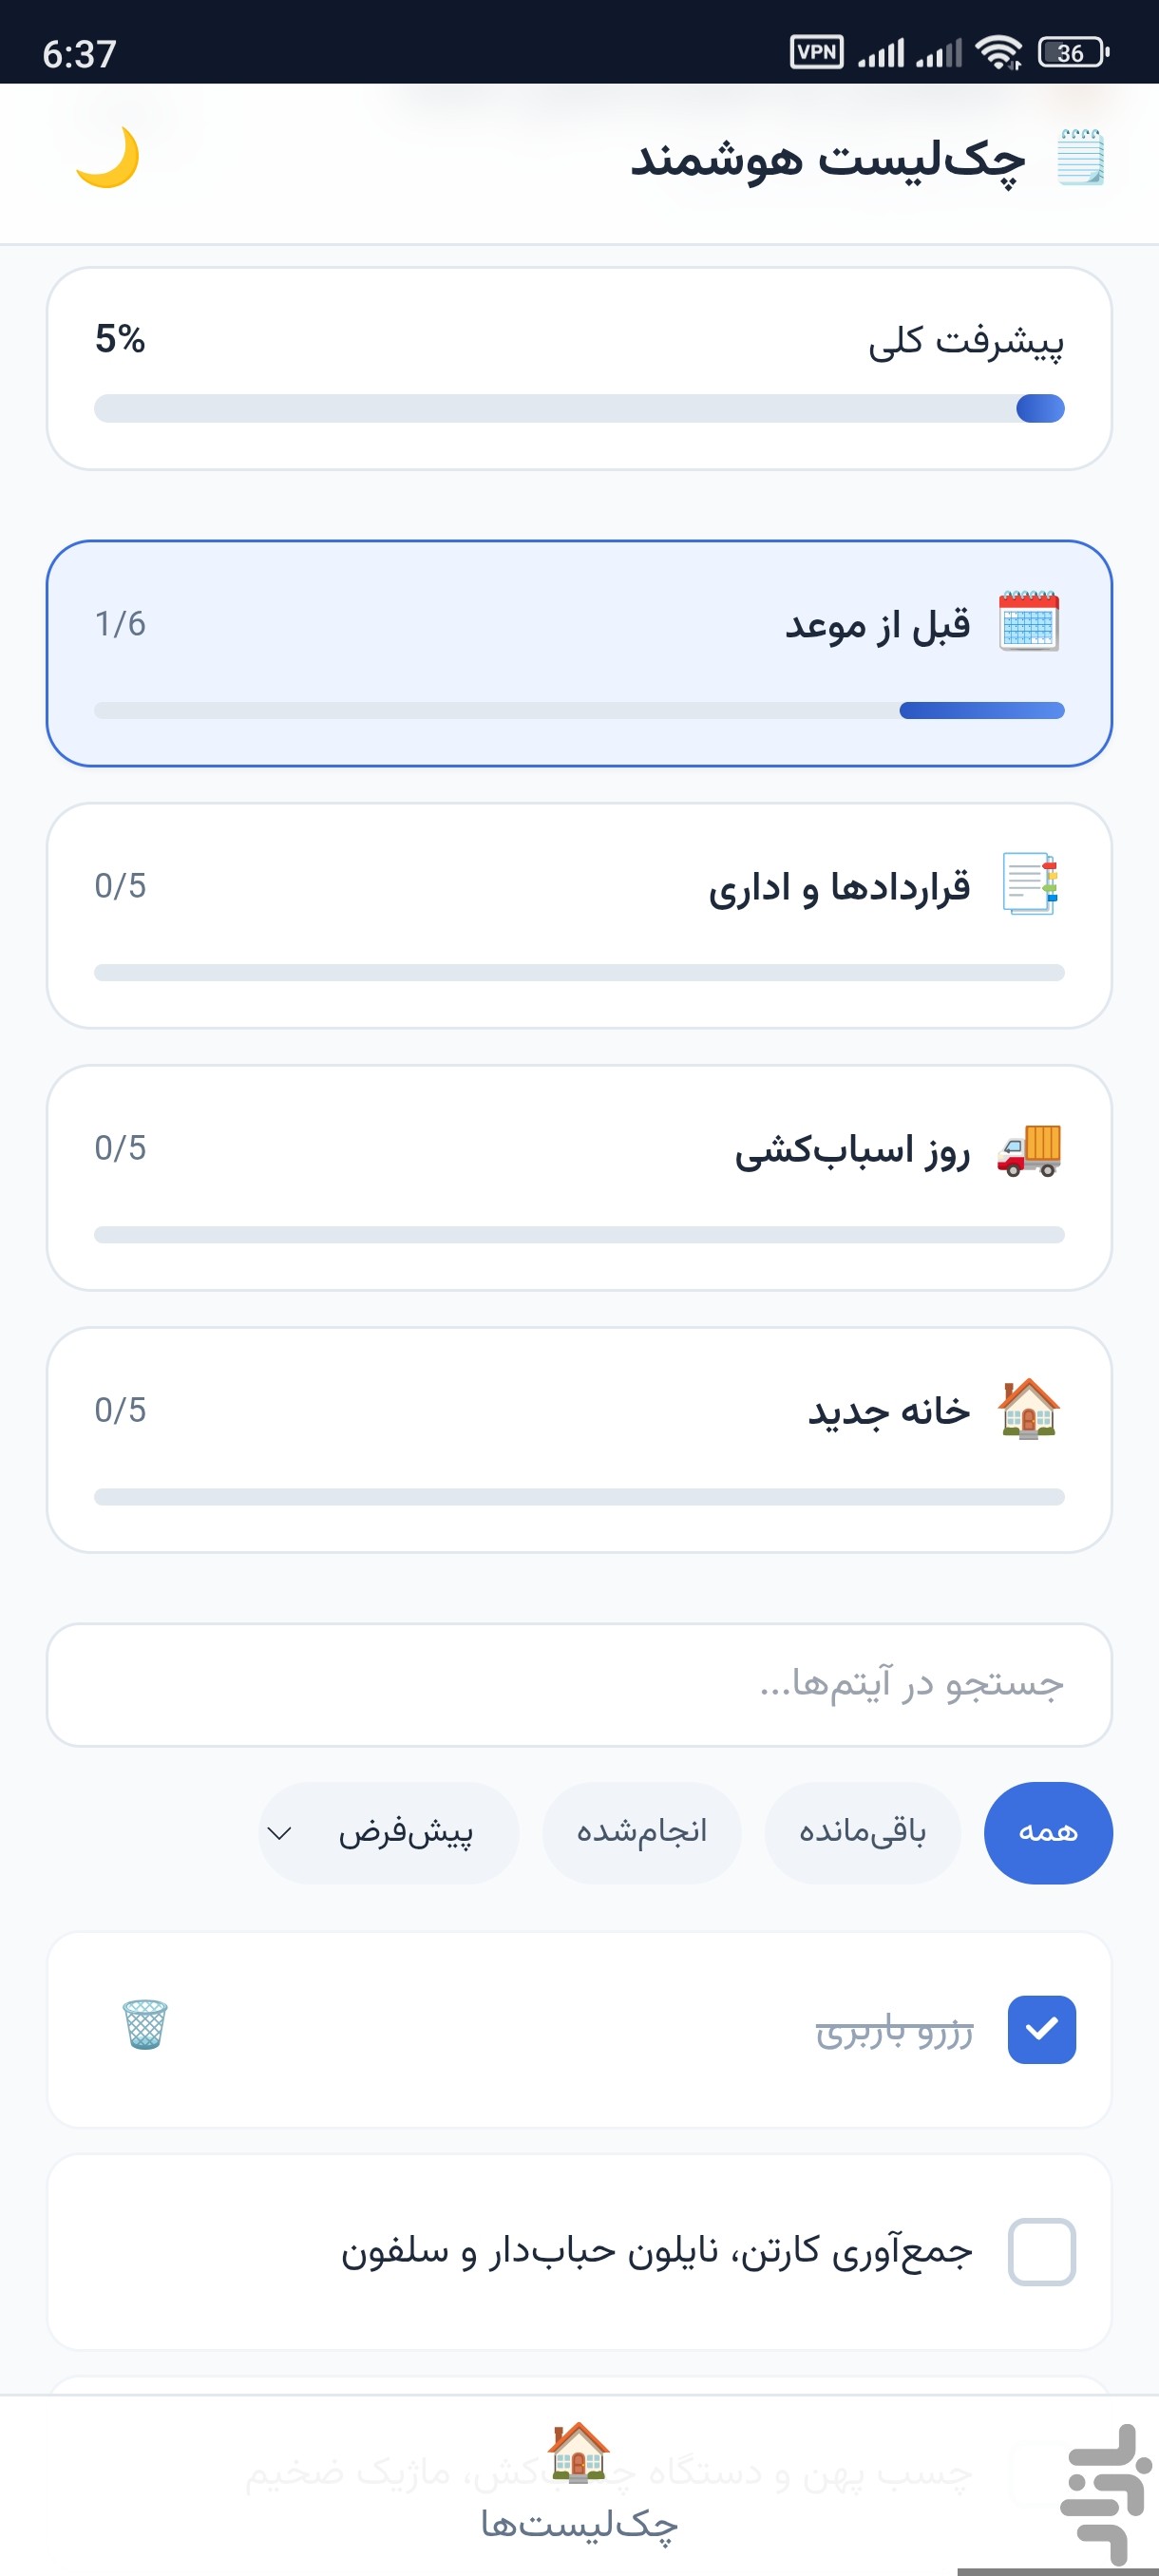 6:37
VPN
36
چک‌لیست هوشمند
پیشرفت کلی 5%
قبل از موعد 1/6
قراردادها و اداری 0/5
روز اسباب‌کشی 0/5
خانه جدید 0/5
جستجو در آیتم‌ها...
همه باقی‌مانده انجام‌شده پیش‌فرض
رزرو باربری
جمع‌آوری کارتن، نایلون حباب‌دار و سلفون
چسب پهن و دستگاه چسب‌کش، ماژیک ضخیم
چک‌لیست‌ها